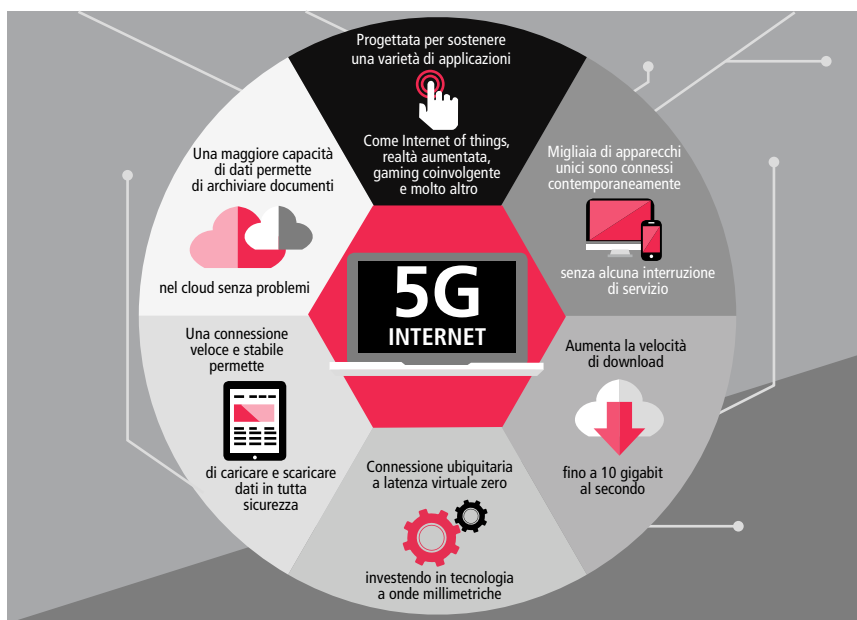 Progettata per sostenere
una varietà di applicazioni
Come Internet of things,
realtà aumentata,
gaming coinvolgente
e molto altro
Migliaia di apparecchi
unici sono connessi
contemporaneamente
senza alcuna interruzione
di servizio
Aumenta la velocità
di download
fino a 10 gigabit
al secondo
Connessione ubiquitaria
a latenza virtuale zero
investendo in tecnologia
a onde millimetriche
Una connessione
veloce e stabile
permette
di caricare e scaricare
dati in tutta
sicurezza
Una maggiore capacità
di dati permette
di archiviare documenti
nel cloud senza problemi
5G
INTERNET